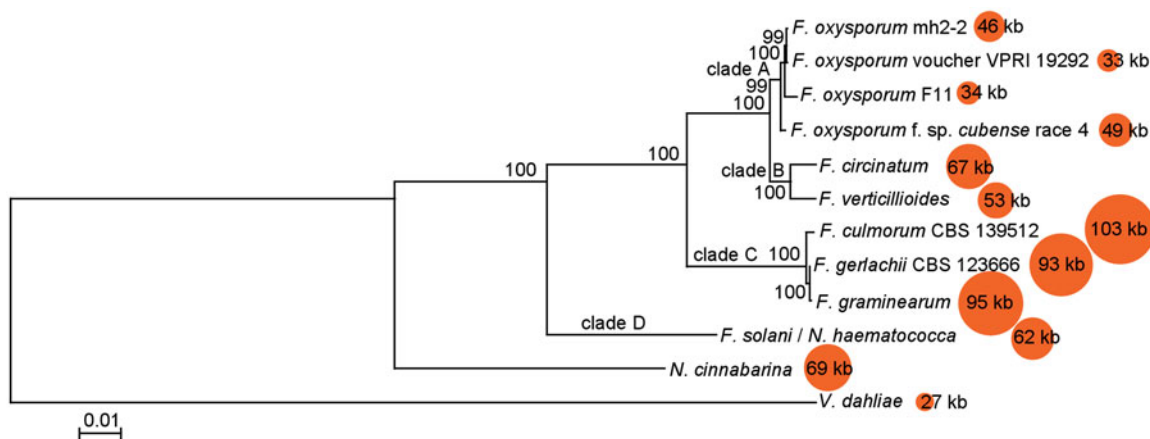 F. oxysporum mh2-2 46 kb
99
100
F. oxysporum voucher VPRI 19292 33 kb
clade A
99
F. oxysporum F11 34 kb
100
F. oxysporum f. sp. cubense race 4 49 kb
100
100
clade B
F. circinatum 67 kb
100
F. verticillioides 53 kb
F. culmorum CBS 139512 103 kb
clade C
100
F. gerlachii CBS 123666 93 kb
100
F. graminearum 95 kb
clade D
F. solani / N. haematococca 62 kb
N. cinnabarina 69 kb
V. dahliae 27 kb
0.01